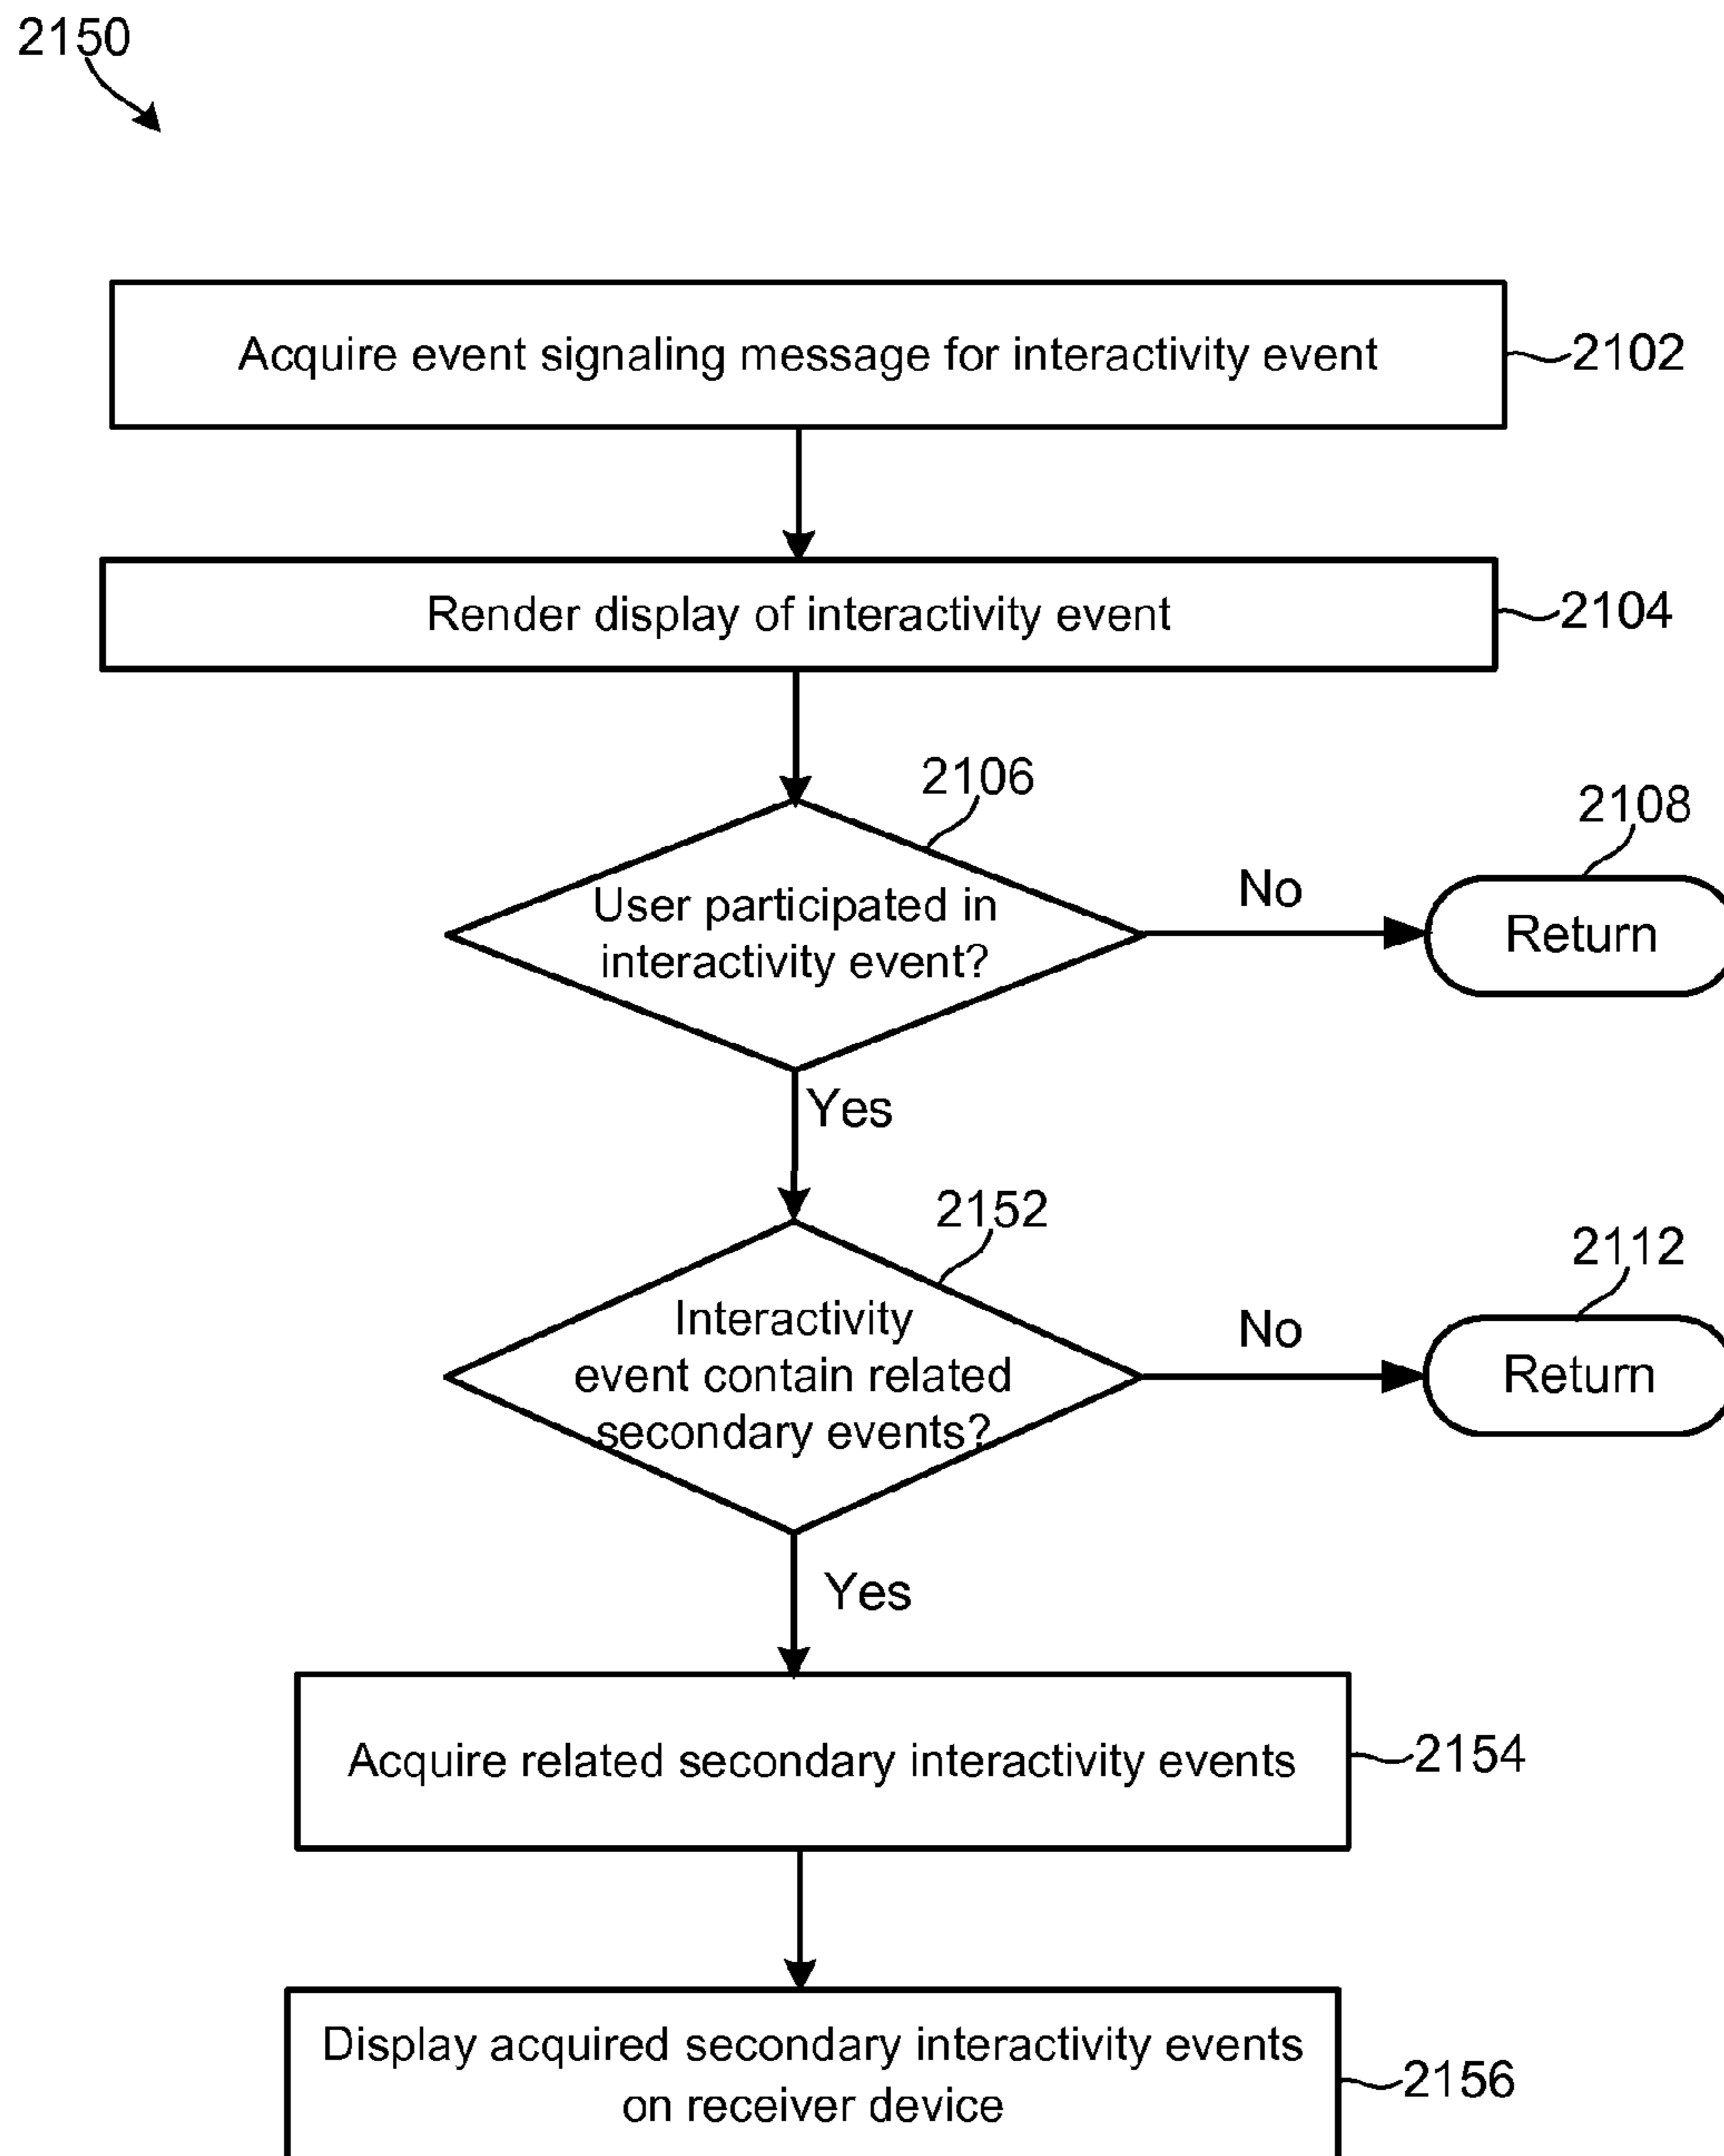 2150
Acquire event signaling message for interactivity event
2102
Render display of interactivity event
2104
2106
User participated in
interactivity event?
No
2108
Return
Yes
2152
Interactivity
event contain related
secondary events?
No
2112
Return
Yes
Acquire related secondary interactivity events
2154
Display acquired secondary interactivity events
on receiver device
2156